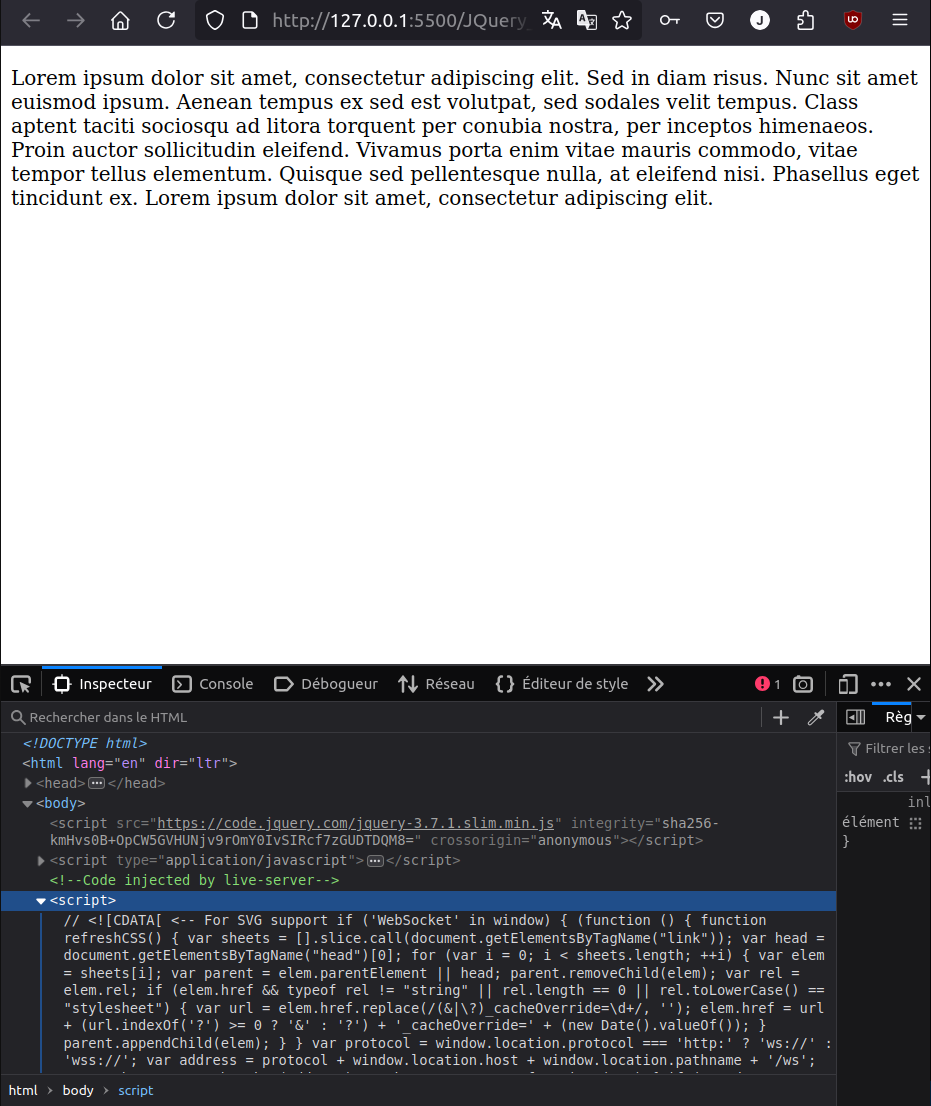 http://127.0.0.1:5500/JQuery_
J
Lorem ipsum dolor sit amet, consectetur adipiscing elit. Sed in diam risus. Nunc sit amet
euismod ipsum. Aenean tempus ex sed est volutpat, sed sodales velit tempus. Class
aptent taciti sociosqu ad litora torquent per conubia nostra, per inceptos himenaeos.
Proin auctor sollicitudin eleifend. Vivamus porta enim vitae mauris commodo, vitae
tempor tellus elementum. Quisque sed pellentesque nulla, at eleifend nisi. Phasellus eget
tincidunt ex. Lorem ipsum dolor sit amet, consectetur adipiscing elit.
Inspecteur Console Débogueur Réseau Éditeur de style 1
Rechercher dans le HTML
Règ
<!DOCTYPE html>
<html lang="en" dir="ltr">
Filtrer les
<head>···</head>
:hov .cls +
<body>
inl
<script src="https://code.jquery.com/jquery-3.7.1.slim.min.js" integrity="sha256-
kmHvs0B+OpCW5GVHUNjv9rOmY0IvSIRcf7zGUDTDQM8=" crossorigin="anonymous"></script>
élément
}
<script type="application/javascript">···</script>
<!--Code injected by live-server-->
<script>
// <![CDATA[ <-- For SVG support if ('WebSocket' in window) { (function () { function
refreshCSS() { var sheets = [].slice.call(document.getElementsByTagName("link")); var head =
document.getElementsByTagName("head")[0]; for (var i = 0; i < sheets.length; ++i) { var elem
= sheets[i]; var parent = elem.parentElement || head; parent.removeChild(elem); var rel =
elem.rel; if (elem.href && typeof rel != "string" || rel.length == 0 || rel.toLowerCase() ==
"stylesheet") { var url = elem.href.replace(/(&|\?)_cacheOverride=\d+/, ''); elem.href = url
+ (url.indexOf('?') >= 0 ? '&' : '?') + '_cacheOverride=' + (new Date().valueOf()); }
parent.appendChild(elem); } } var protocol = window.location.protocol === 'http:' ? 'ws://' :
'wss://'; var address = protocol + window.location.host + window.location.pathname + '/ws';
html > body > script